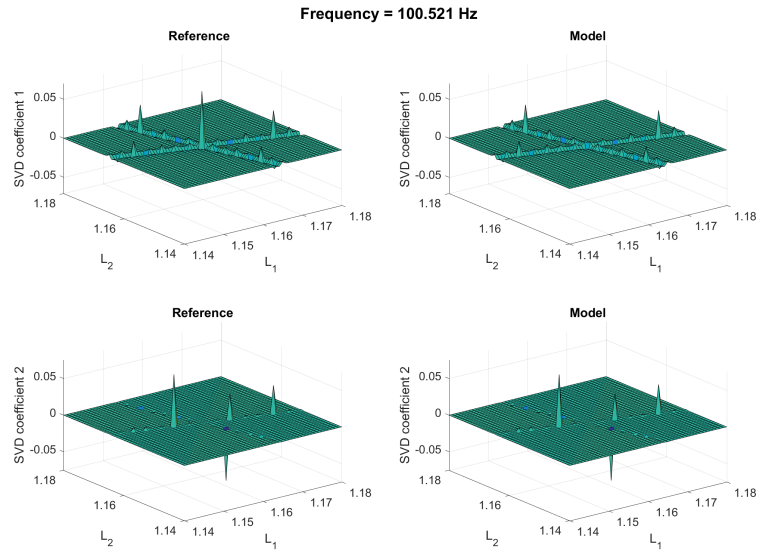 Frequency = 100.521 Hz
Reference
Model
SVD coefficient 1
0.05
0
-0.05
1.18
1.16
1.14
L2
1.14
1.15
1.16
1.17
1.18
L1
SVD coefficient 1
0.05
0
-0.05
1.18
1.16
1.14
L2
1.14
1.15
1.16
1.17
1.18
L1
Reference
Model
SVD coefficient 2
0.05
0
-0.05
1.18
1.16
1.14
L2
1.14
1.15
1.16
1.17
1.18
L1
SVD coefficient 2
0.05
0
-0.05
1.18
1.16
1.14
L2
1.14
1.15
1.16
1.17
1.18
L1